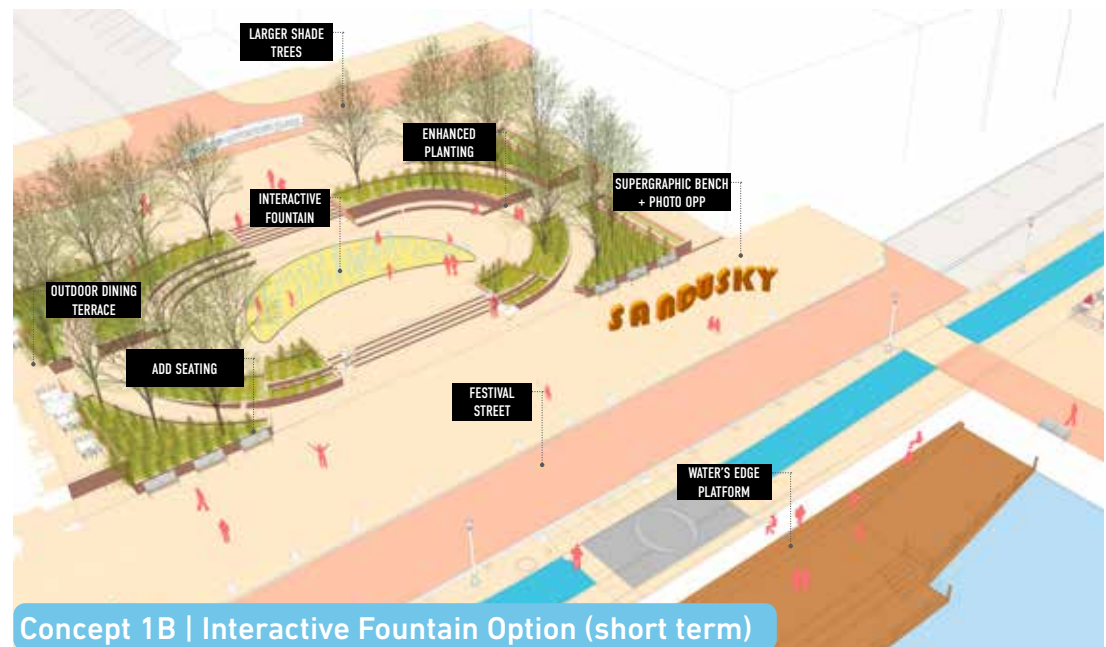 LARGER SHADE
TREES
ENHANCED
PLANTING
SUPERGRAPHIC BENCH
+ PHOTO OPP
INTERACTIVE
FOUNTAIN
SANDUSKY
OUTDOOR DINING
TERRACE
ADD SEATING
FESTIVAL
STREET
WATER'S EDGE
PLATFORM
Concept 1B | Interactive Fountain Option (short term)